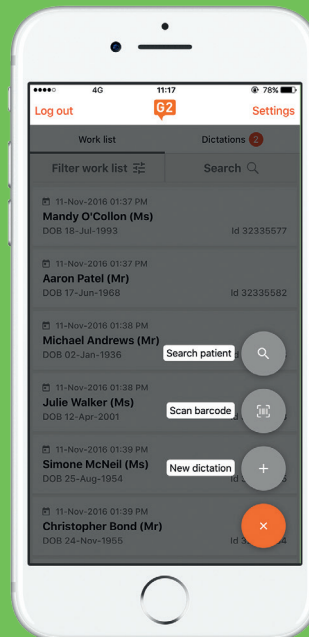 4G 11:17 78%
Log out G2 Settings
Work list Dictations 2
Filter work list Search
11-Nov-2016 01:37 PM
Mandy O'Collon (Ms)
DOB 18-Jul-1993 Id 32335577
11-Nov-2016 01:37 PM
Aaron Patel (Mr)
DOB 17-Jun-1968 Id 32335582
11-Nov-2016 01:38 PM
Michael Andrews (Mr)
Search patient
DOB 02-Jan-1936
11-Nov-2016 01:38 PM
Julie Walker (Ms)
Scan barcode
DOB 12-Apr-2001
11-Nov-2016 01:39 PM
Simone McNeil (Ms)
New dictation
DOB 25-Aug-1954 Id 3
11-Nov-2016 01:39 PM
Christopher Bond (Mr)
DOB 24-Nov-1955 Id 3